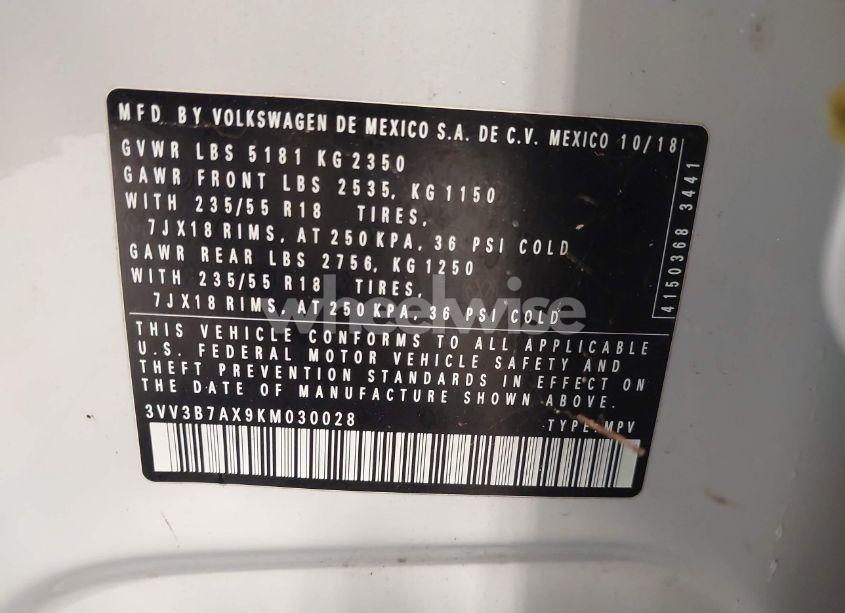 MFD BY VOLKSWAGEN DE MEXICO S.A. DE C.V. MEXICO 10/18
GVWR LBS 5181 KG 2350
GAWR FRONT LBS 2535, KG 1150
WITH 235/55 R18 TIRES,
7JX18 RIMS, AT 250 KPA, 36 PSI COLD
GAWR REAR LBS 2756, KG 1250
WITH 235/55 R18 TIRES,
7JX18 RIMS, AT 250 KPA, 36 PSI COLD
4150368 3441
wheelwise
THIS VEHICLE CONFORMS TO ALL APPLICABLE
U.S. FEDERAL MOTOR VEHICLE SAFETY AND
THEFT PREVENTION STANDARDS IN EFFECT ON
THE DATE OF MANUFACTURE SHOWN ABOVE.
3VV3B7AX9KM030028 TYPE: MPV